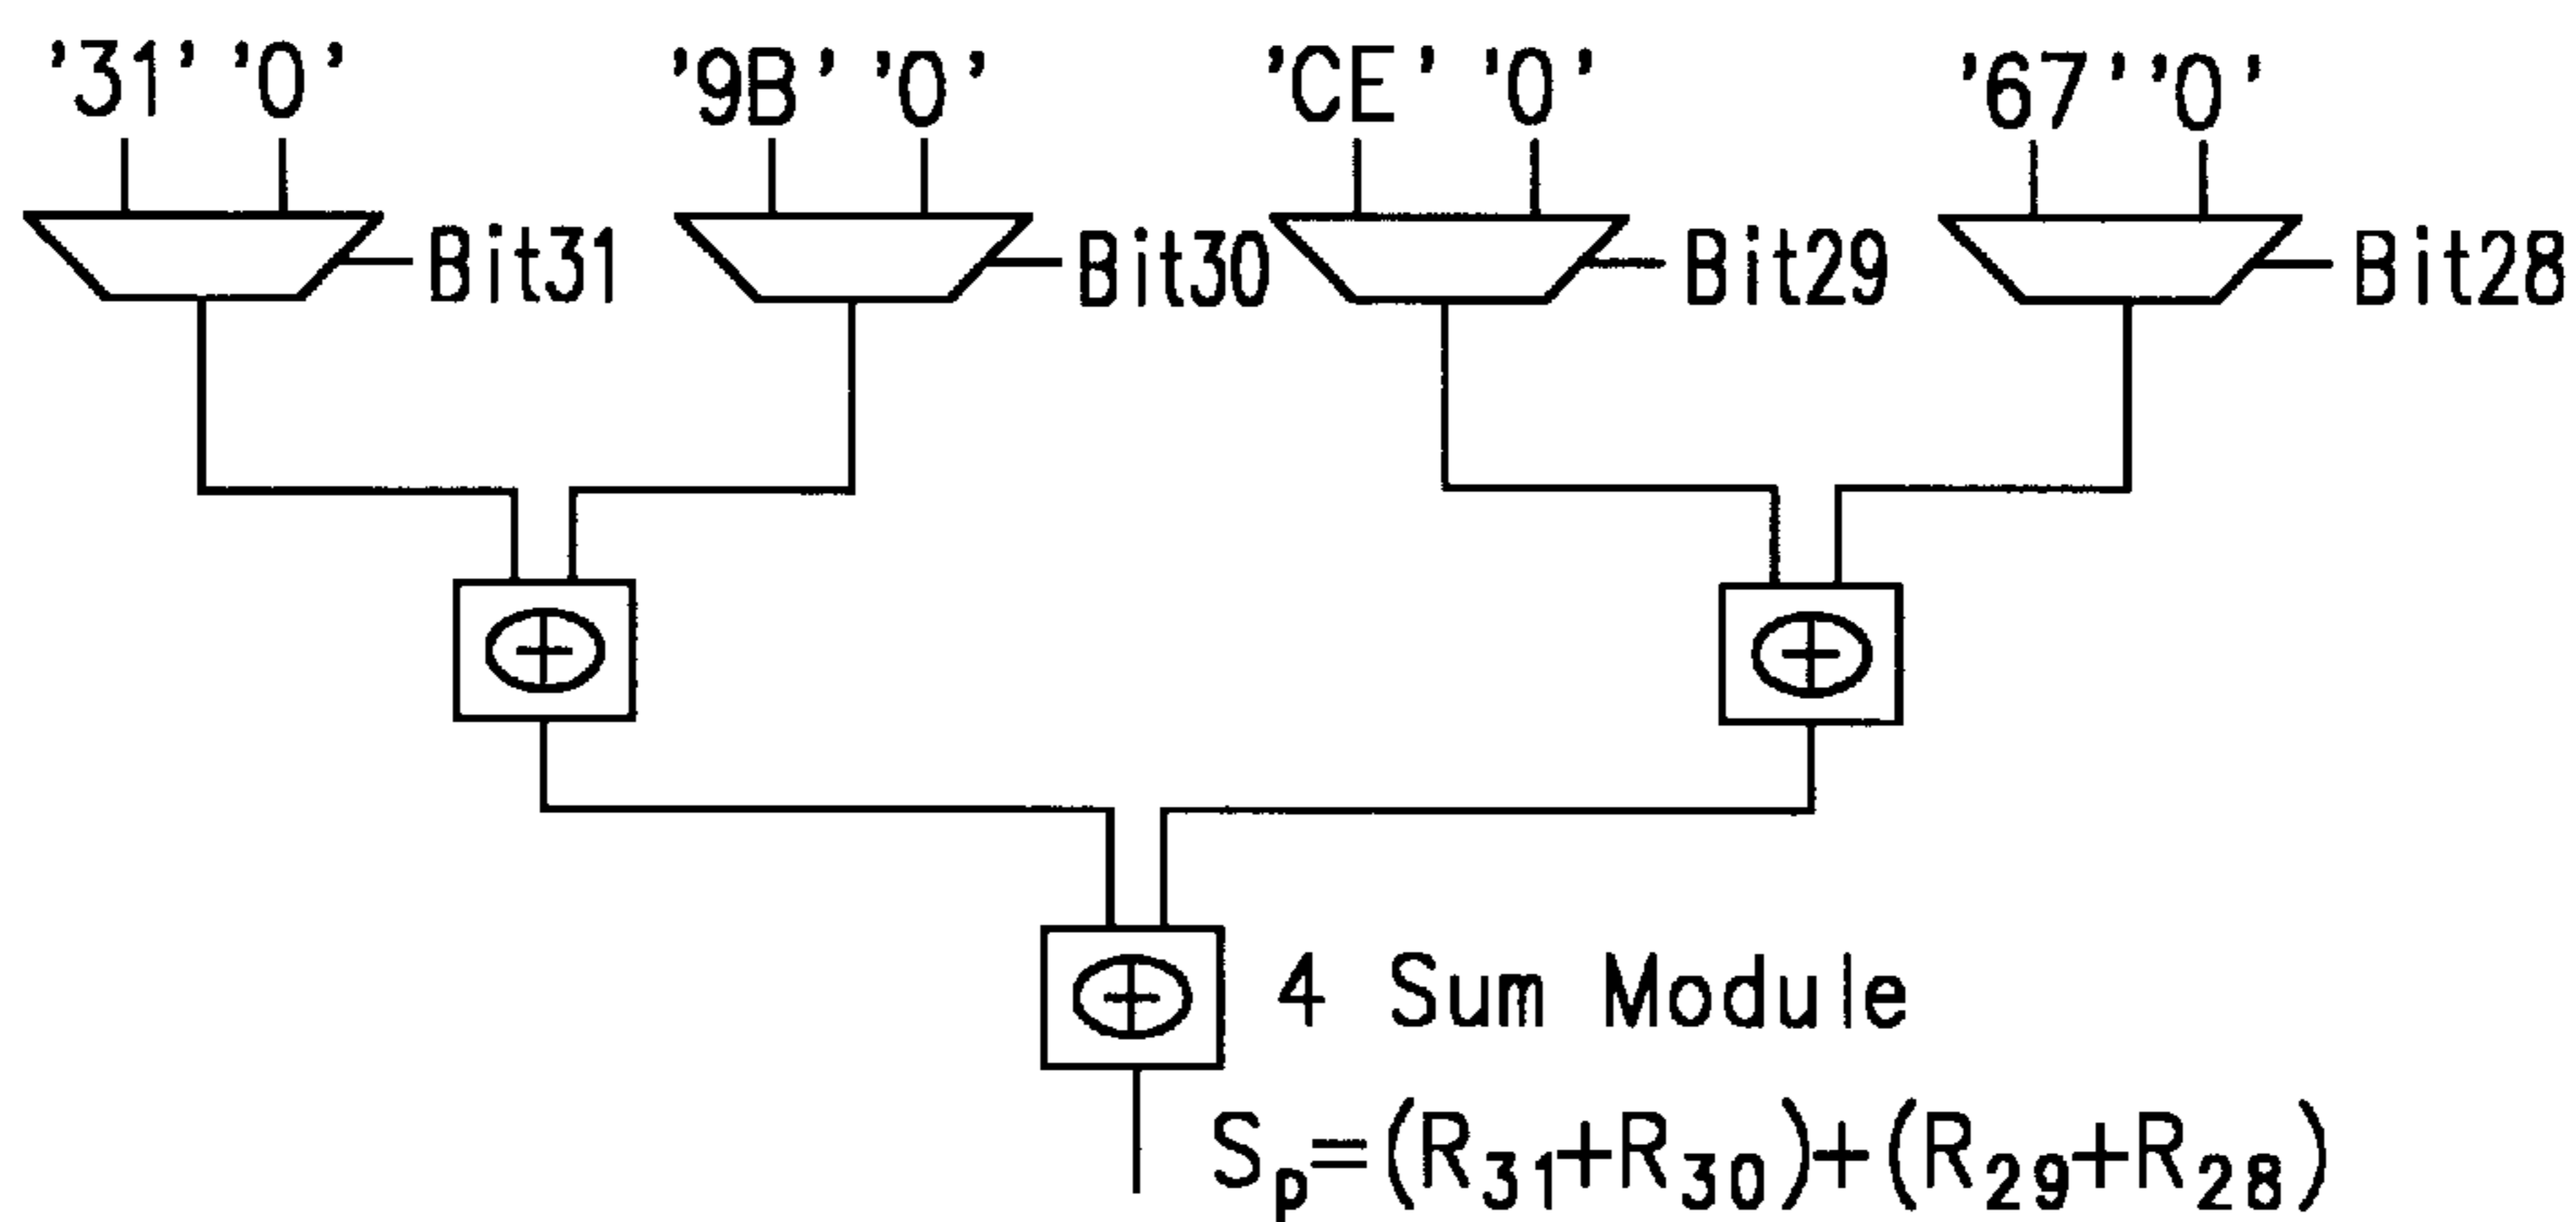 '31' '0' '9B' '0' 'CE' '0' '67' '0'
Bit31 Bit30 Bit29 Bit28
4 Sum Module
Sp=(R31+R30)+(R29+R28)